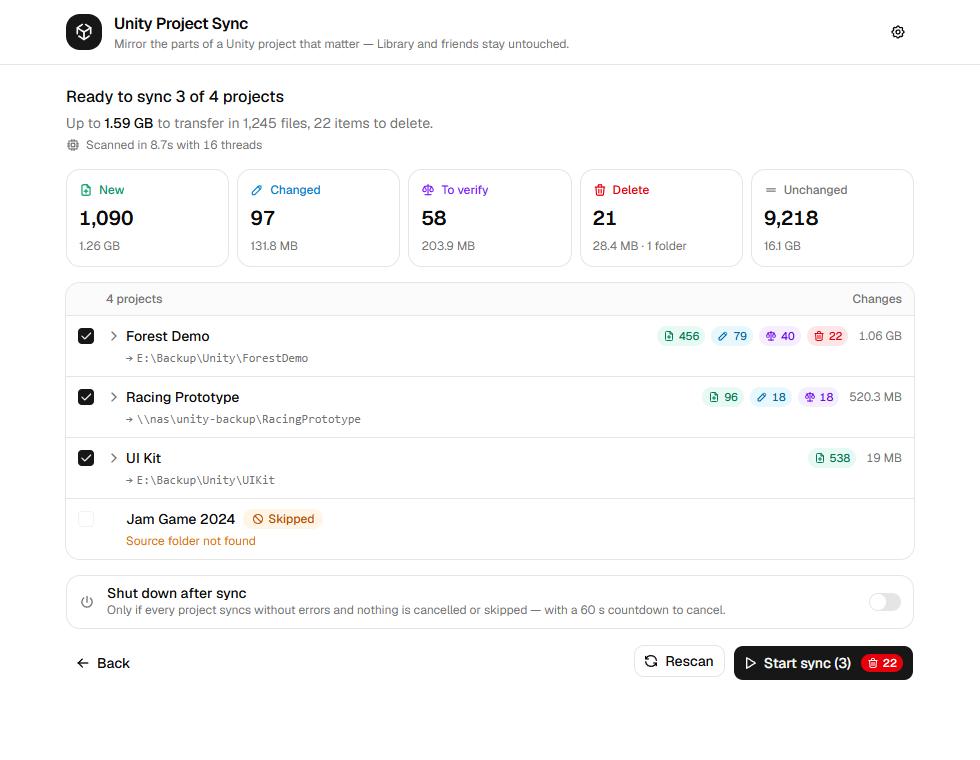 Unity Project Sync
Mirror the parts of a Unity project that matter — Library and friends stay untouched.
Ready to sync 3 of 4 projects
Up to 1.59 GB to transfer in 1,245 files, 22 items to delete.
Scanned in 8.7s with 16 threads
New
1,090
1.26 GB
Changed
97
131.8 MB
To verify
58
203.9 MB
Delete
21
28.4 MB · 1 folder
Unchanged
9,218
16.1 GB
4 projects Changes
Forest Demo 456 79 40 22 1.06 GB
→ E:\Backup\Unity\ForestDemo
Racing Prototype 96 18 18 520.3 MB
→ \\nas\unity-backup\RacingPrototype
UI Kit 538 19 MB
→ E:\Backup\Unity\UIKit
Jam Game 2024 Skipped
Source folder not found
Shut down after sync
Only if every project syncs without errors and nothing is cancelled or skipped — with a 60 s countdown to cancel.
← Back Rescan Start sync (3) 22